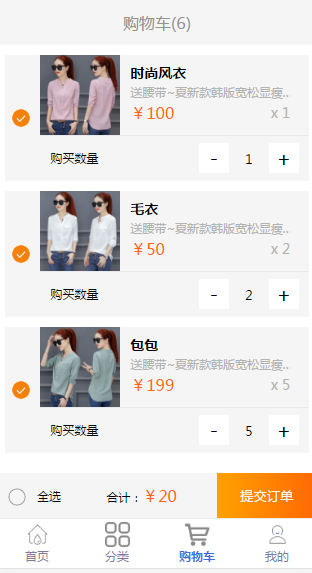 购物车(6)
时尚风衣
送腰带~夏新款韩版宽松显瘦..
￥100 x 1
购买数量 - 1 +
毛衣
送腰带~夏新款韩版宽松显瘦..
￥50 x 2
购买数量 - 2 +
包包
送腰带~夏新款韩版宽松显瘦..
￥199 x 5
购买数量 - 5 +
全选 合计：￥20 提交订单
首页 分类 购物车 我的